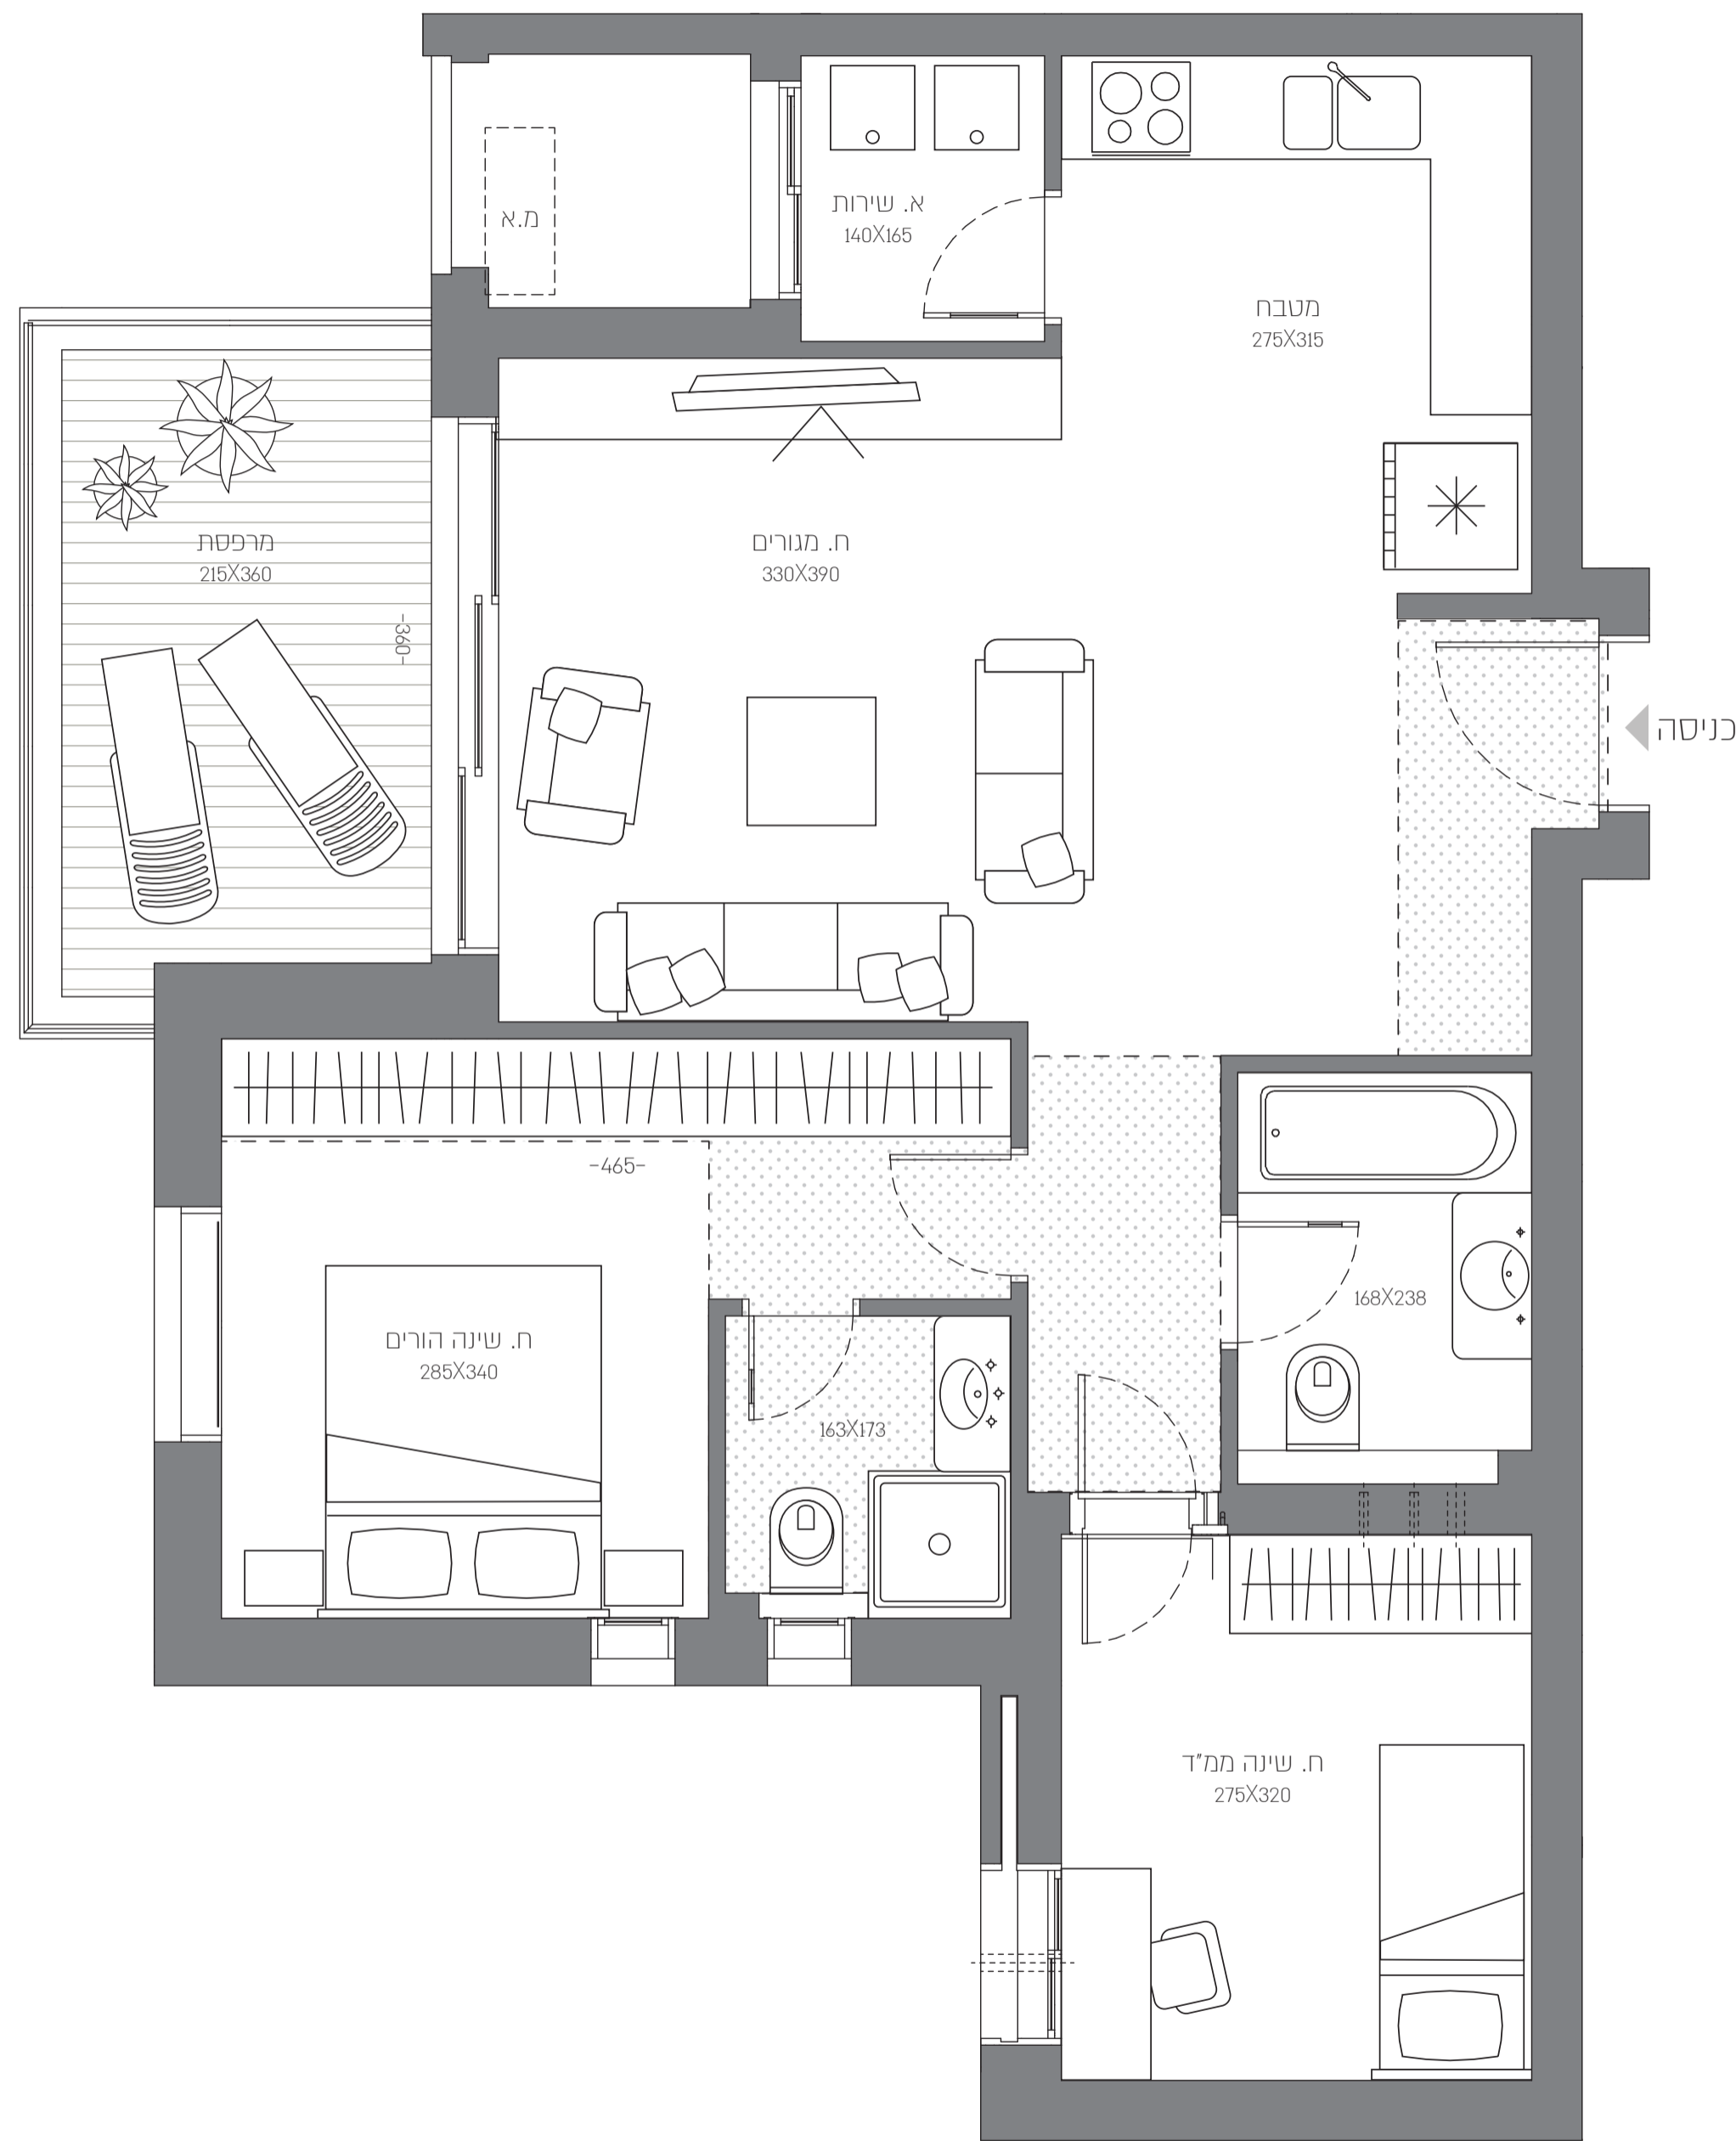 א. שירות
140X165
מ.א
מטבח
275X315
מרפסת
215X360
-360-
ח. מגורים
330X390
כניסה
-465-
ח. שינה הורים
285X340
163X173
168X238
ח. שינה ממ"ד
275X320